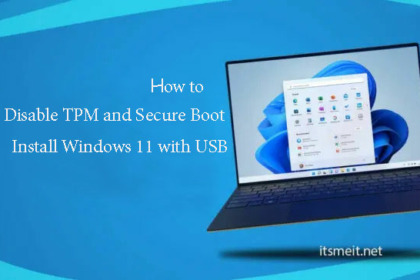 How to
Disable TPM and Secure Boot
Install Windows 11 with USB
itsmeit.net